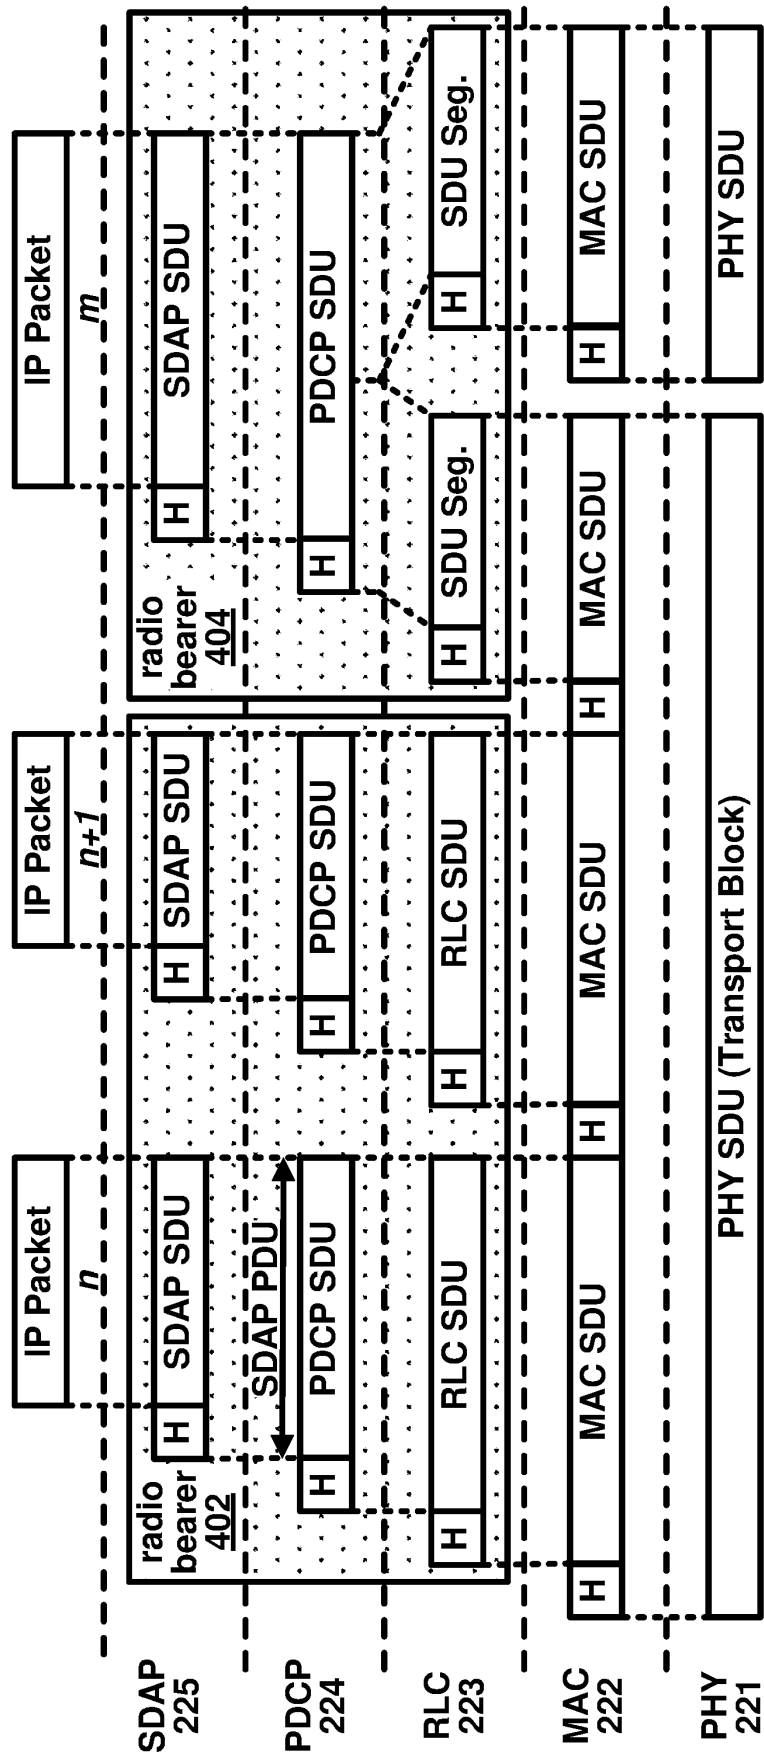 IP Packet
n
IP Packet
n+1
IP Packet
m
SDAP
225
radio
bearer
402
H
SDAP SDU
H
SDAP SDU
radio
bearer
404
H
SDAP SDU
SDAP PDU
PDCP
224
H
PDCP SDU
H
PDCP SDU
H
PDCP SDU
RLC
223
H
RLC SDU
H
RLC SDU
H
SDU Seg.
H
SDU Seg.
MAC
222
H
MAC SDU
H
MAC SDU
H
MAC SDU
H
MAC SDU
PHY
221
PHY SDU (Transport Block)
PHY SDU